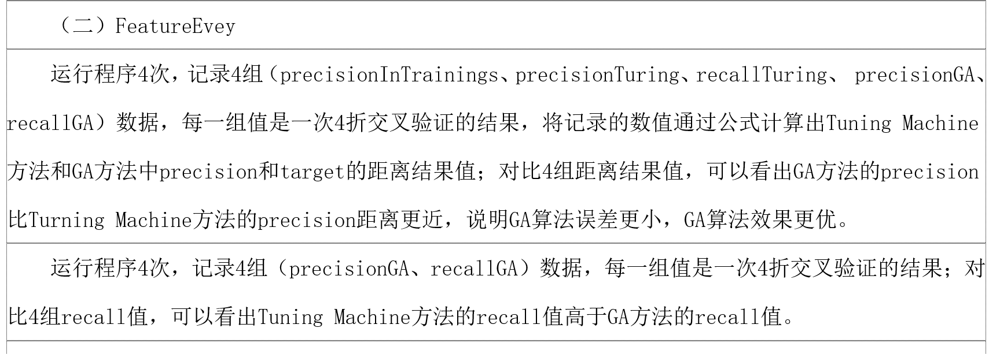 （二）FeatureEvey
运行程序4次，记录4组（precisionInTrainings、precisionTuring、recallTuring、 precisionGA、
recallGA）数据，每一组值是一次4折交叉验证的结果，将记录的数值通过公式计算出Tuning Machine
方法和GA方法中precision和target的距离结果值；对比4组距离结果值，可以看出GA方法的precision
比Turning Machine方法的precision距离更近，说明GA算法误差更小，GA算法效果更优。
运行程序4次，记录4组（precisionGA、recallGA）数据，每一组值是一次4折交叉验证的结果；对
比4组recall值，可以看出Tuning Machine方法的recall值高于GA方法的recall值。